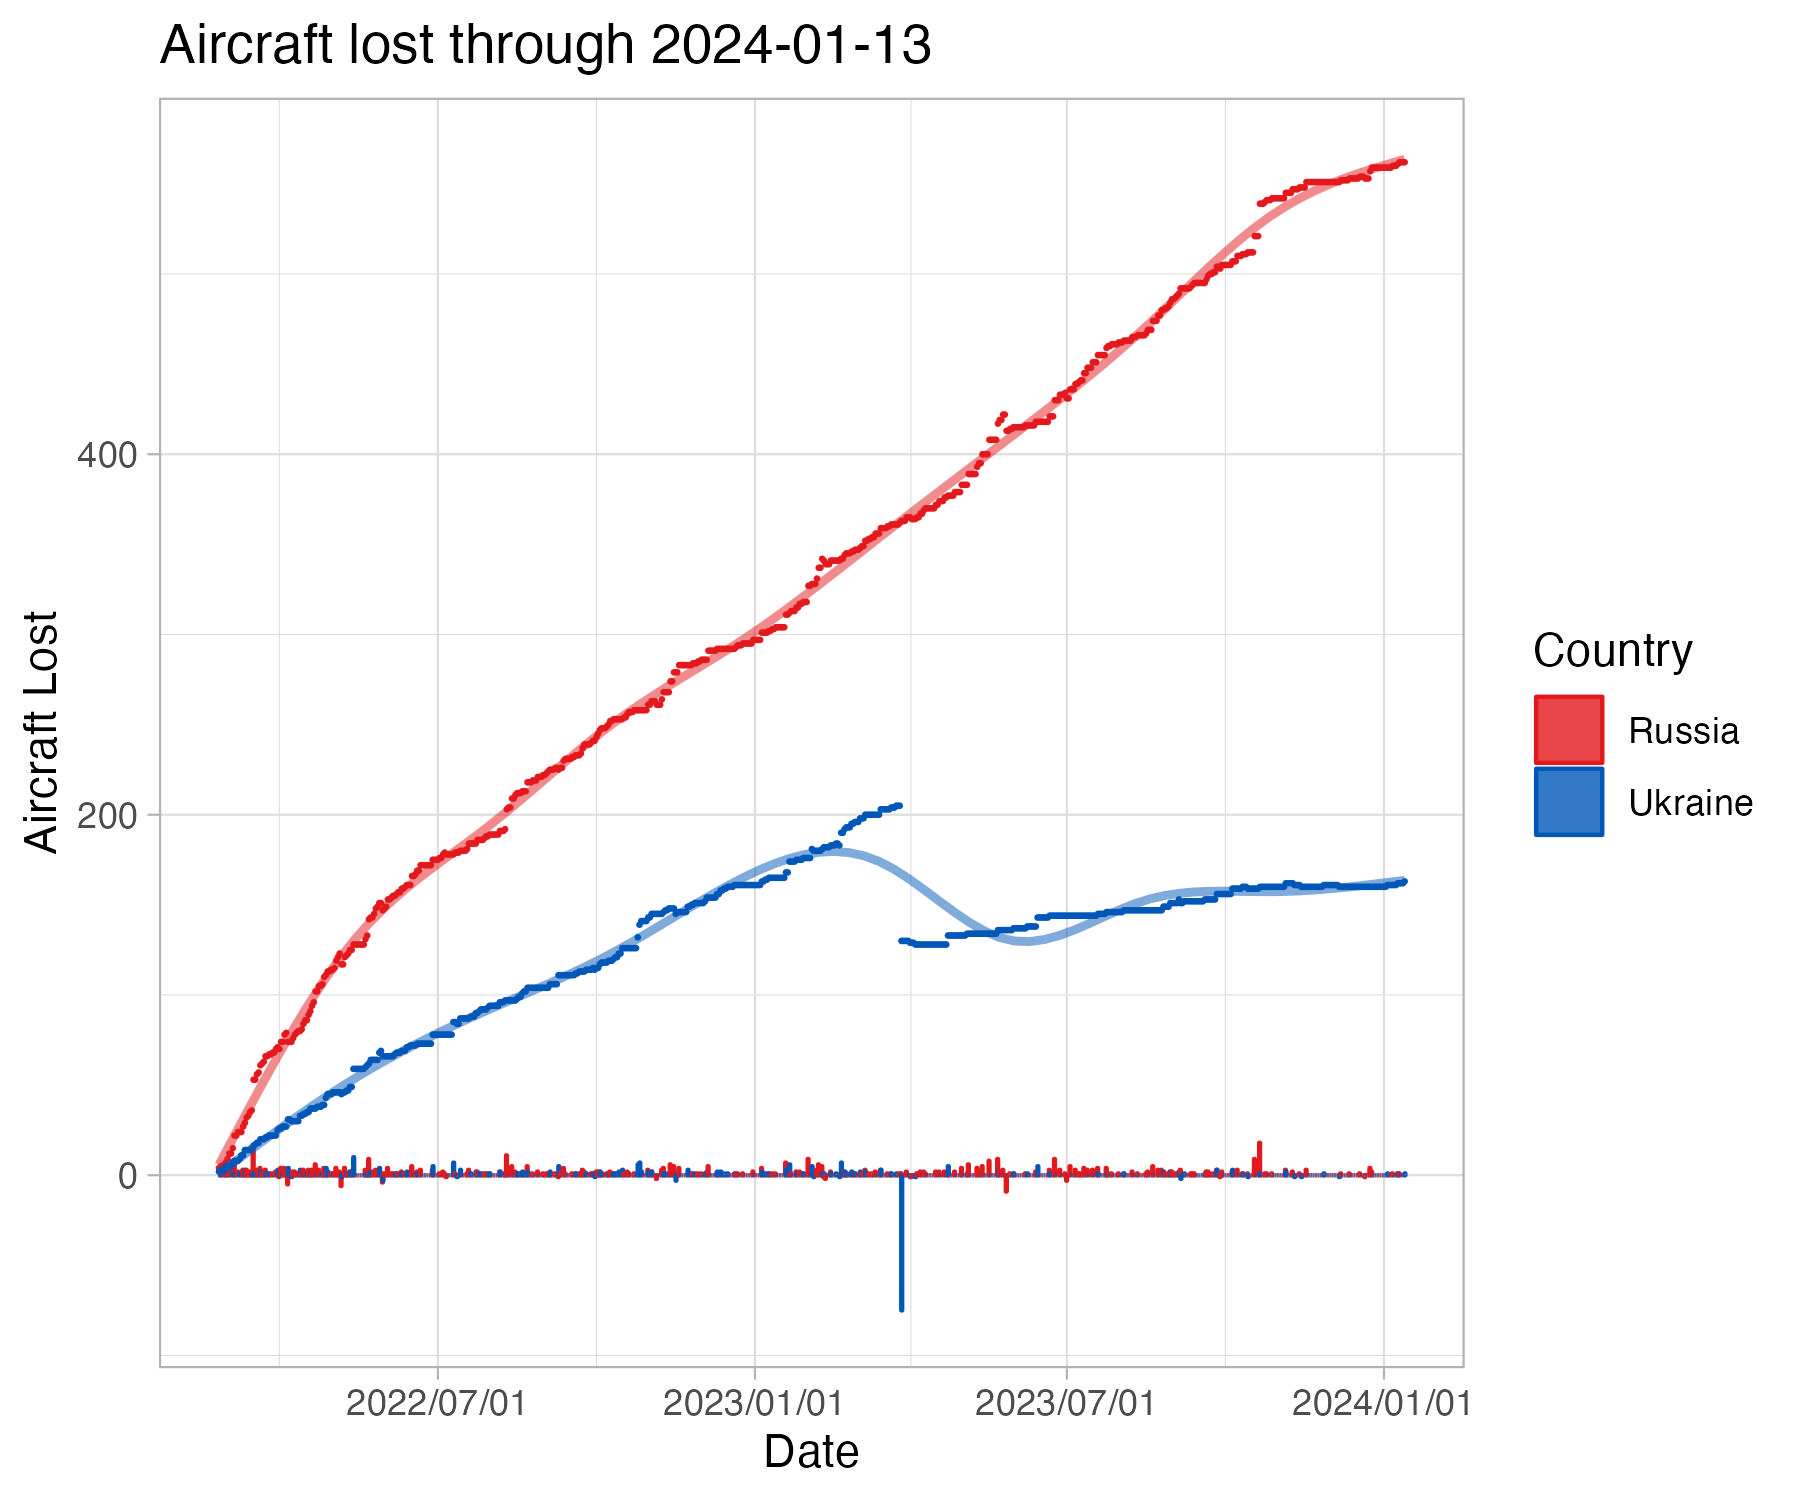 Aircraft lost through 2024-01-13
Aircraft Lost
400
200
0
2022/07/01
2023/01/01
2023/07/01
2024/01/01
Date
Country
Russia
Ukraine